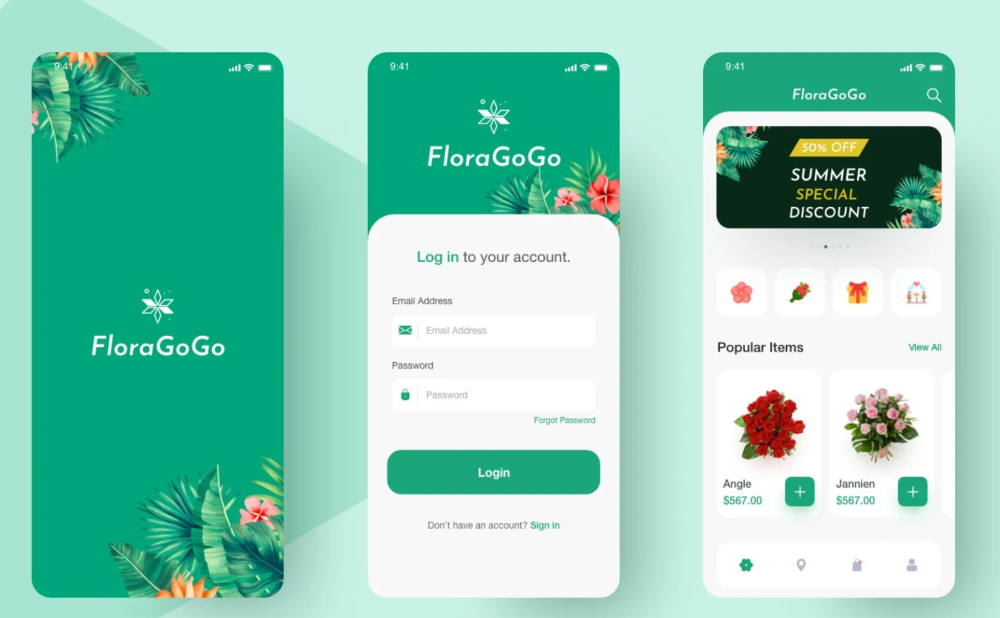 9:41
FloraGoGo
9:41
FloraGoGo
Log in to your account.
Email Address
Email Address
Password
Password
Forgot Password
Login
Don't have an account? Sign in
9:41
FloraGoGo
50% OFF
SUMMER
SPECIAL
DISCOUNT
Popular Items
View All
Angle
$567.00
Jannien
$567.00